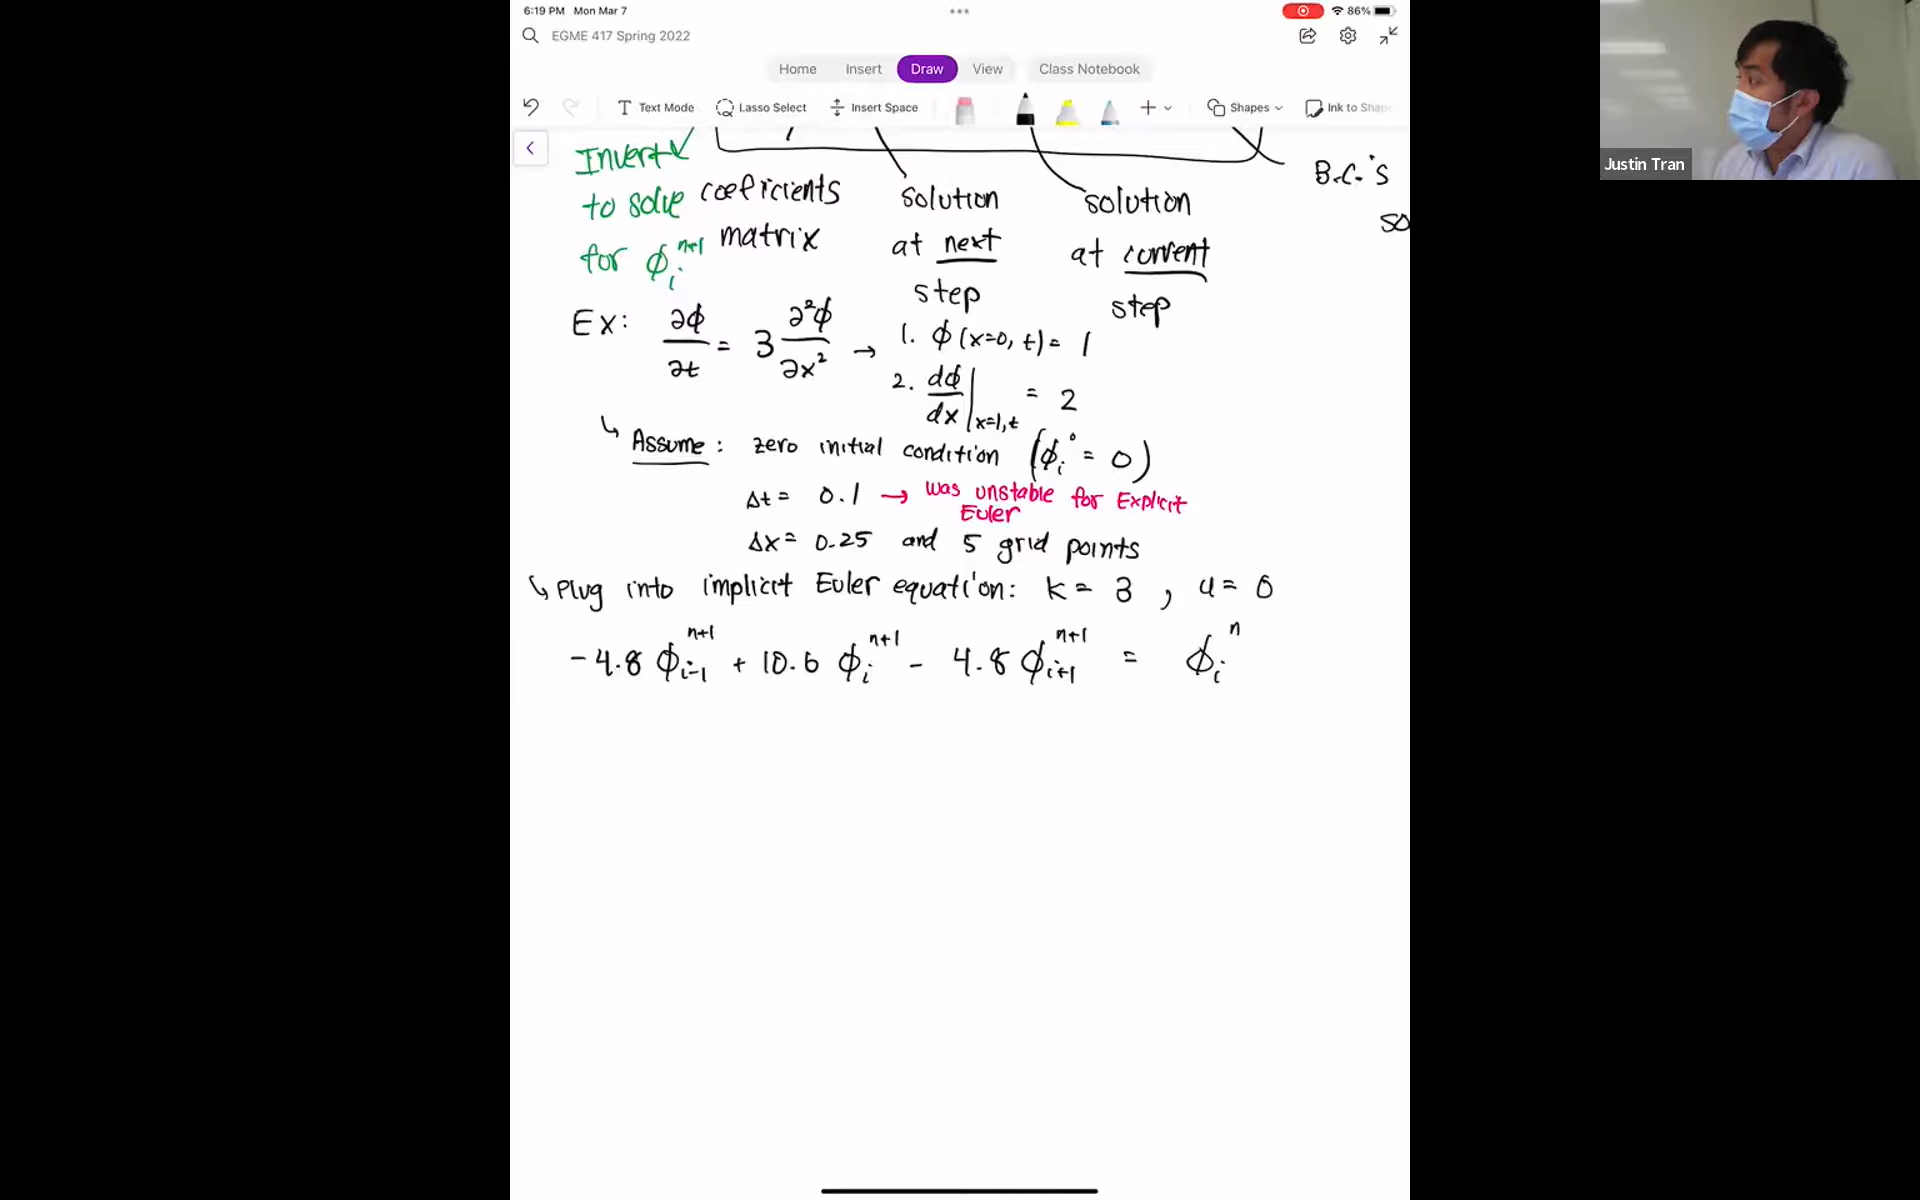 6:19 PM Mon Mar 7
86%
EGME 417 Spring 2022
Home Insert Draw View Class Notebook
Text Mode Lasso Select Insert Space Shapes Ink to Shape
Justin Tran
Invert
to solve
for ϕᵢⁿ⁺¹
coeficients
matrix
solution
at next
step
solution
at current
step
B.C.'s
so
Ex: ∂ϕ/∂t = 3 ∂²ϕ/∂x² → 1. ϕ(x=0, t) = 1
2. dϕ/dx |x=1,t = 2
↳ Assume: zero initial condition (ϕᵢ⁰ = 0)
Δt = 0.1 → was unstable for Explicit
Euler
Δx = 0.25 and 5 grid points
↳ Plug into implicit Euler equation: k = 3, u = 0
-4.8 ϕᵢ₋₁ⁿ⁺¹ + 10.6 ϕᵢⁿ⁺¹ - 4.8 ϕᵢ₊₁ⁿ⁺¹ = ϕᵢⁿ